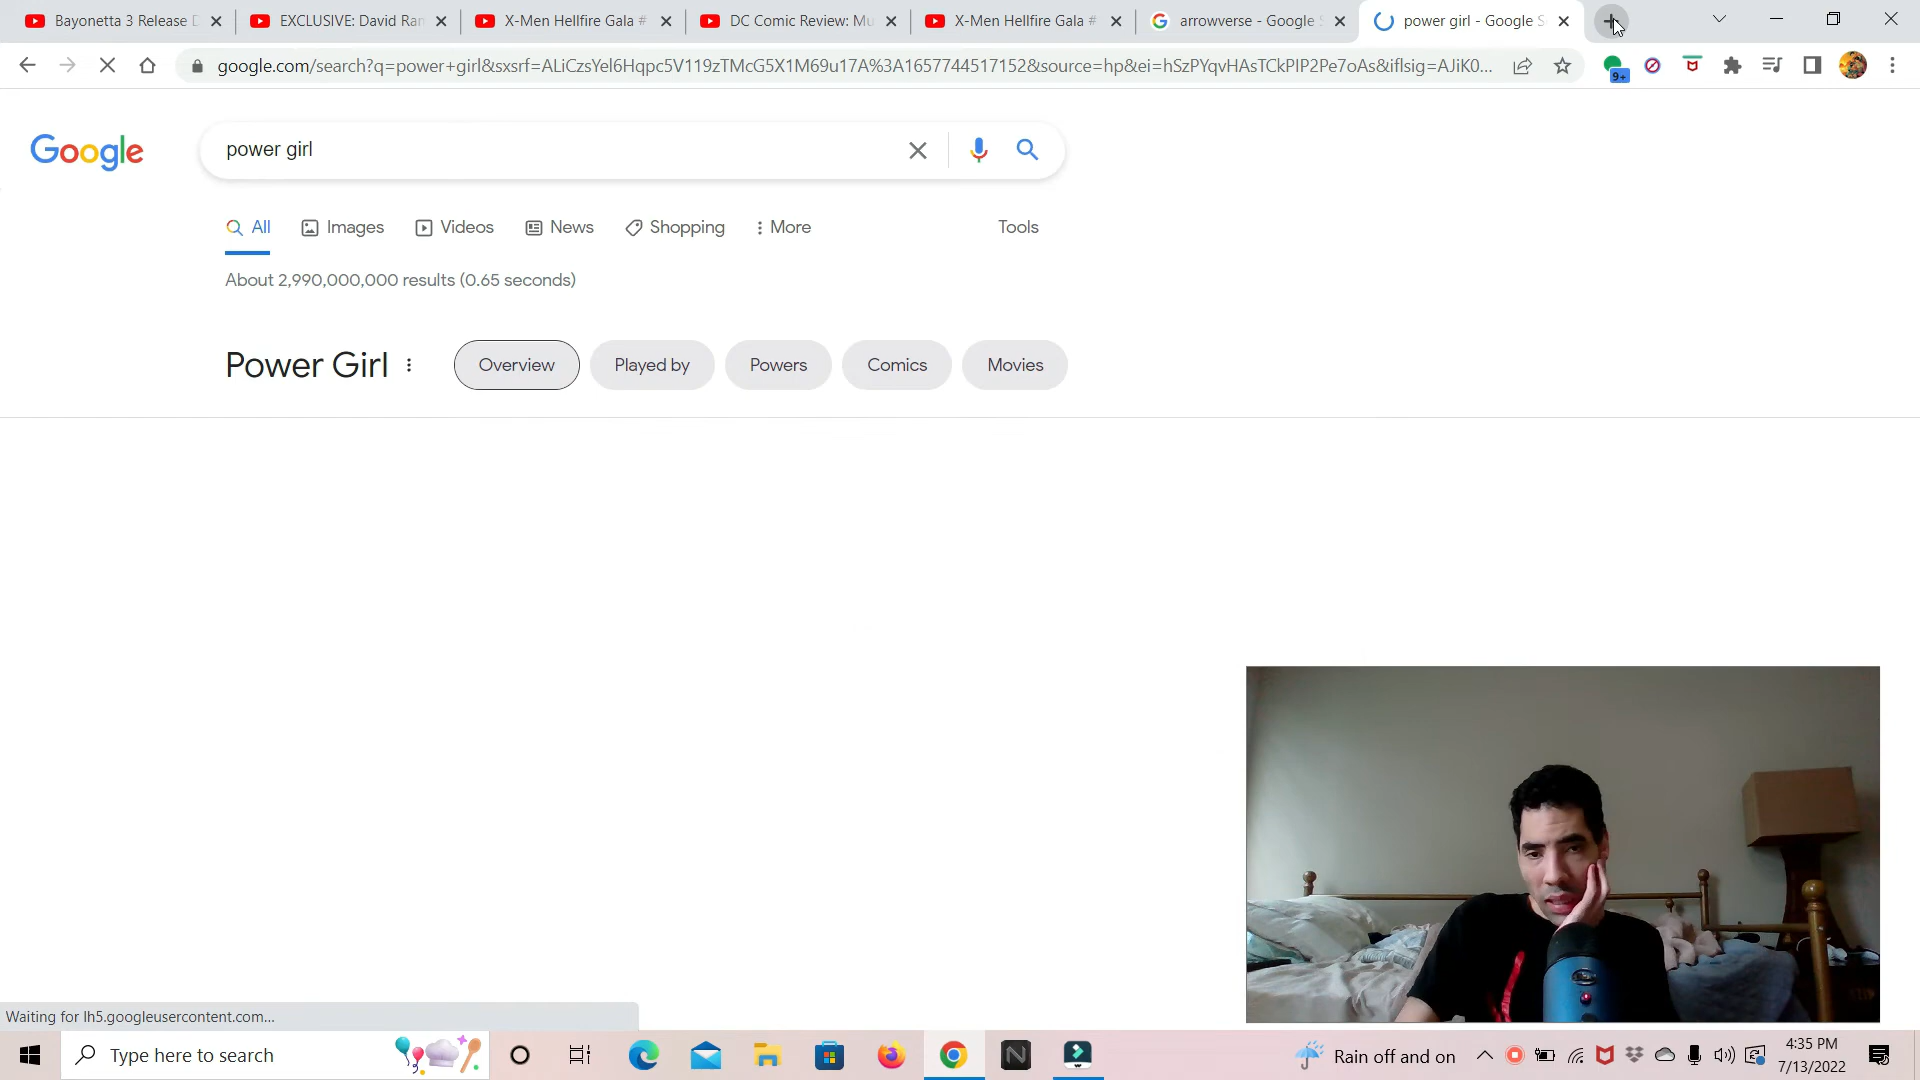 Bayonetta 3 Release D
EXCLUSIVE: David Ran
X-Men Hellfire Gala #
DC Comic Review: Mu
X-Men Hellfire Gala #
arrowverse - Google S
power girl - Google Se
google.com/search?q=power+girl&sxsrf=ALiCzsYel6Hqpc5V119zTMcG5X1M69u17A%3A1657744517152&source=hp&ei=hSzPYqvHAsTCkPIP2Pe7oAs&iflsig=AJiK0...
9+
Google
power girl
All
Images
Videos
News
Shopping
More
Tools
About 2,990,000,000 results (0.65 seconds)
Power Girl
Overview
Played by
Powers
Comics
Movies
Waiting for lh5.googleusercontent.com...
Type here to search
N
Rain off and on
4:35 PM
7/13/2022